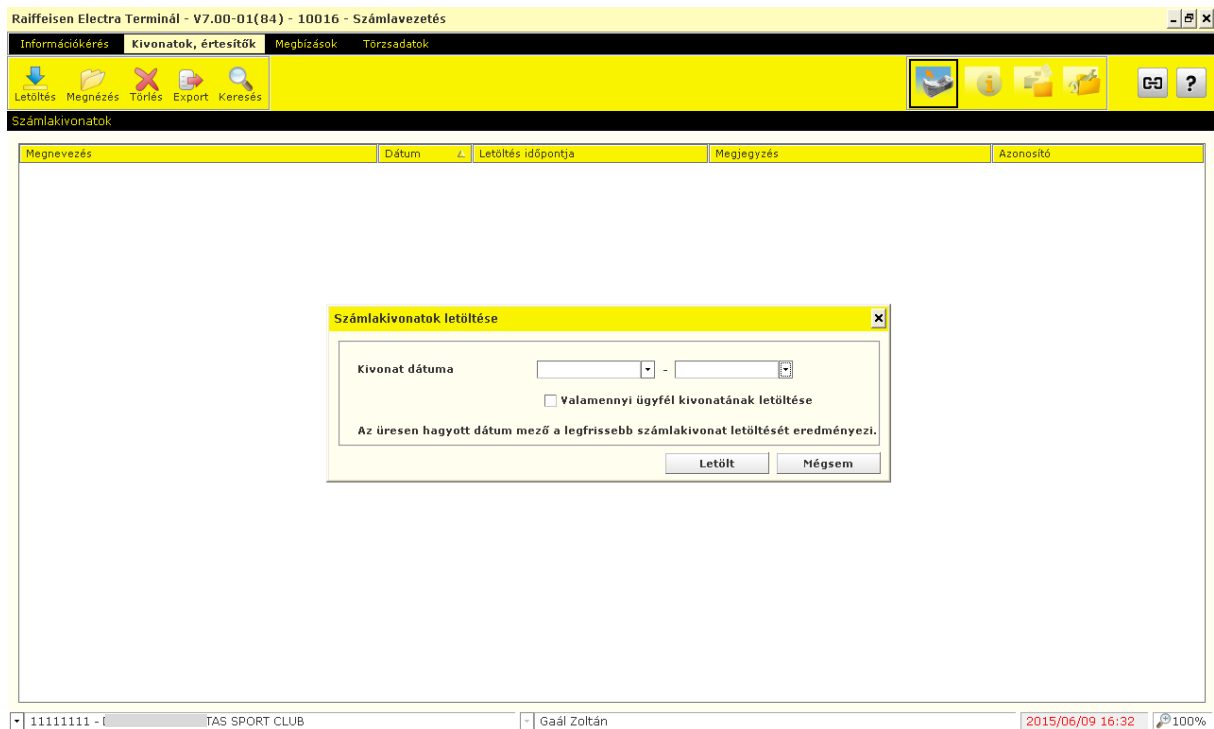 Raiffeisen Electra Terminál - V7.00-01(84) - 10016 - Számlavezetés
Információkérés Kivonatok, értesítők Megbízások Törzsadatok
Letöltés Megnézés Törlés Export Keresés
Számlakivonatok
Megnevezés Dátum Letöltés időpontja Megjegyzés Azonosító
Számlakivonatok letöltése
Kivonat dátuma -
Valamennyi ügyfél kivonatának letöltése
Az üresen hagyott dátum mező a legfrissebb számlakivonat letöltését eredményezi.
Letölt Mégsem
11111111 - TAS SPORT CLUB Gaál Zoltán 2015/06/09 16:32 100%